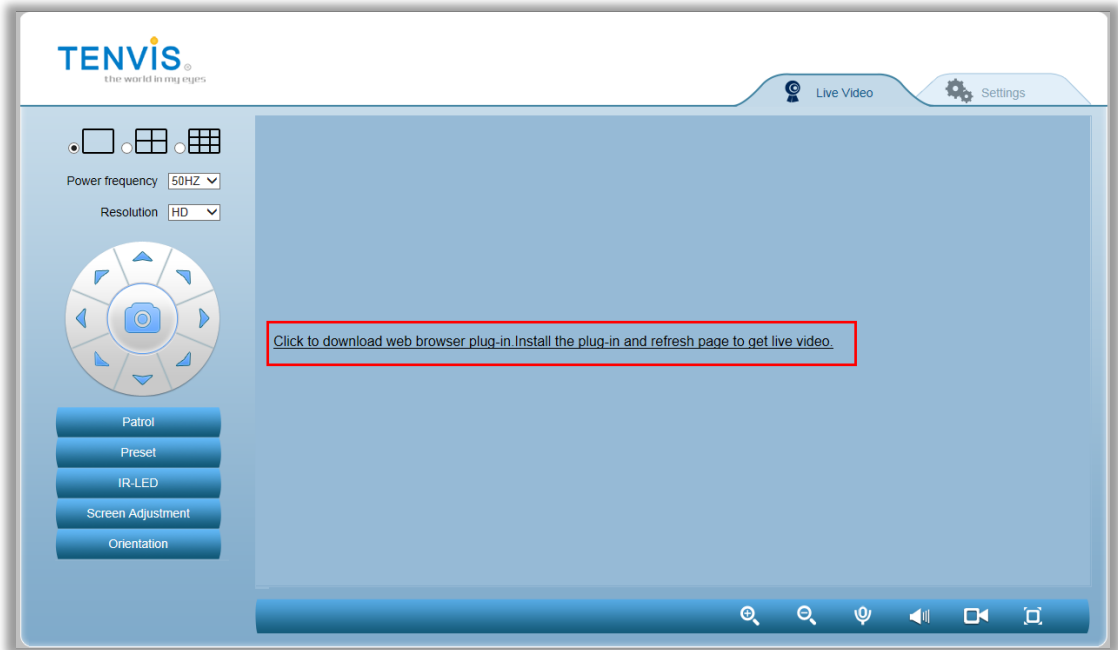 TENVIS
the world in my eyes
Live Video
Settings
Power frequency 50HZ
Resolution HD
Click to download web browser plug-in.Install the plug-in and refresh page to get live video.
Patrol
Preset
IR-LED
Screen Adjustment
Orientation